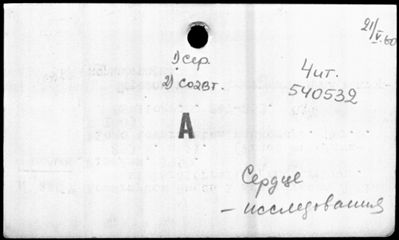 21/V.60
1) сер.
2) соавт.
Чит.
540532
А
Сердце
– исследования